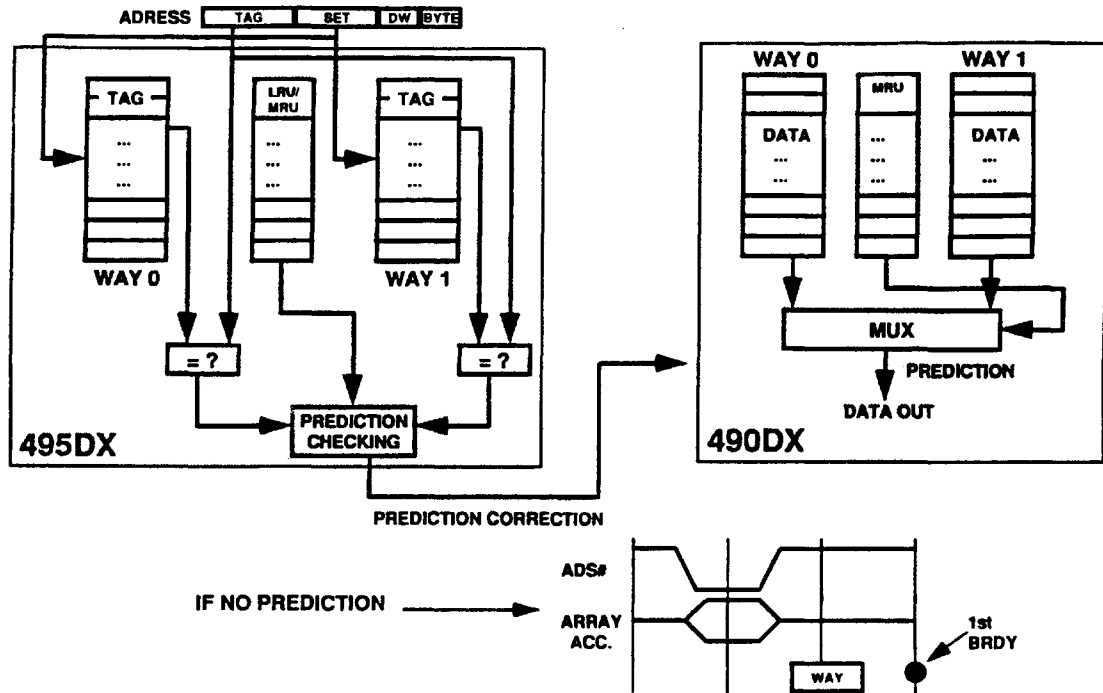 ADRESS TAG SET DW BYTE
WAY 0 WAY 1
TAG
LRU/
MRU
TAG
MRU
...
...
...
...
...
...
...
...
...
DATA
...
...
...
...
...
DATA
...
...
WAY 0 WAY 1
= ? = ?
MUX
PREDICTION
DATA OUT
PREDICTION
CHECKING
495DX
490DX
PREDICTION CORRECTION
ADS#
IF NO PREDICTION
ARRAY
ACC.
1st
BRDY
WAY